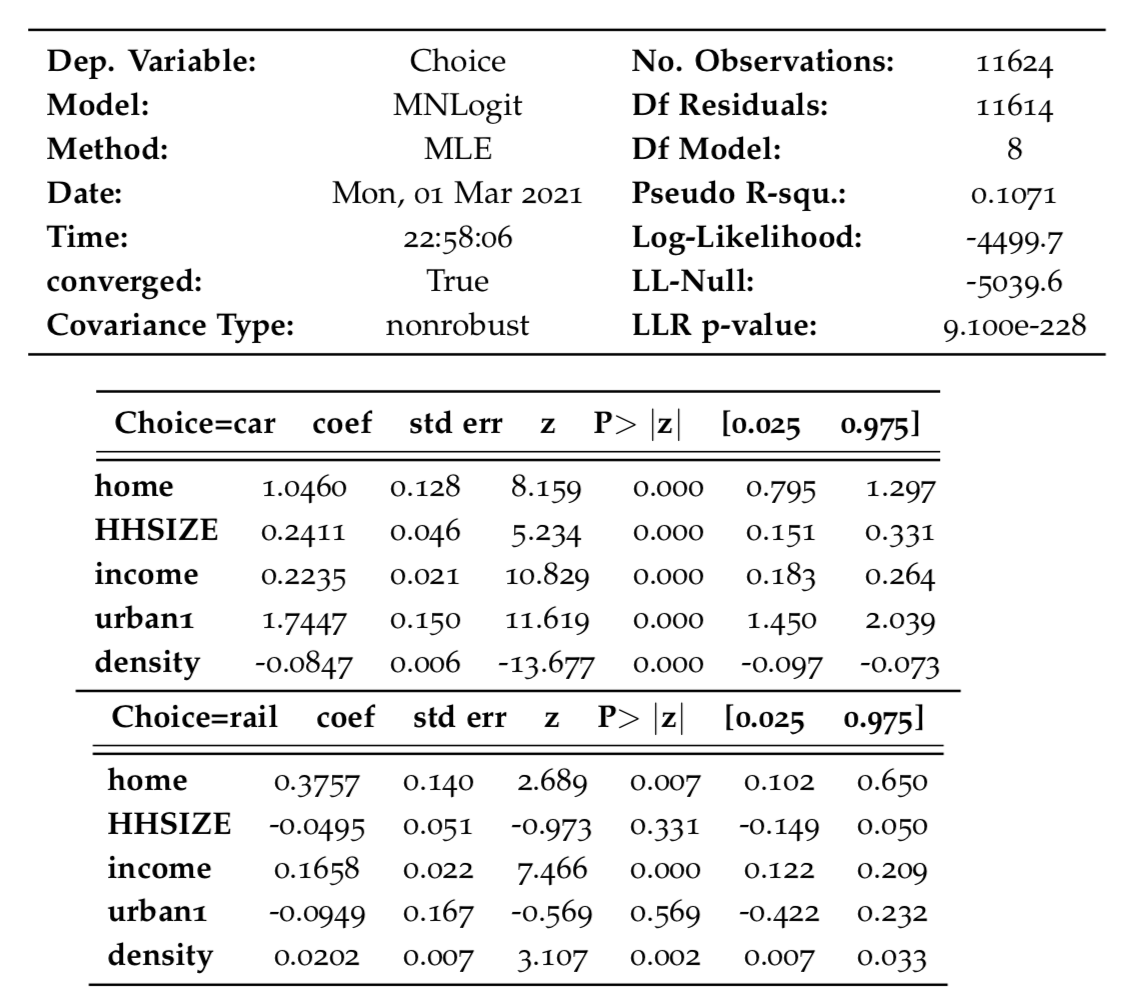 Dep. Variable: Choice No. Observations: 11624
Model: MNLogit Df Residuals: 11614
Method: MLE Df Model: 8
Date: Mon, 01 Mar 2021 Pseudo R-squ.: 0.1071
Time: 22:58:06 Log-Likelihood: -4499.7
converged: True LL-Null: -5039.6
Covariance Type: nonrobust LLR p-value: 9.100e-228
Choice=car coef std err z P> |z| [0.025 0.975]
home 1.0460 0.128 8.159 0.000 0.795 1.297
HHSIZE 0.2411 0.046 5.234 0.000 0.151 0.331
income 0.2235 0.021 10.829 0.000 0.183 0.264
urban1 1.7447 0.150 11.619 0.000 1.450 2.039
density -0.0847 0.006 -13.677 0.000 -0.097 -0.073
Choice=rail coef std err z P> |z| [0.025 0.975]
home 0.3757 0.140 2.689 0.007 0.102 0.650
HHSIZE -0.0495 0.051 -0.973 0.331 -0.149 0.050
income 0.1658 0.022 7.466 0.000 0.122 0.209
urban1 -0.0949 0.167 -0.569 0.569 -0.422 0.232
density 0.0202 0.007 3.107 0.002 0.007 0.033